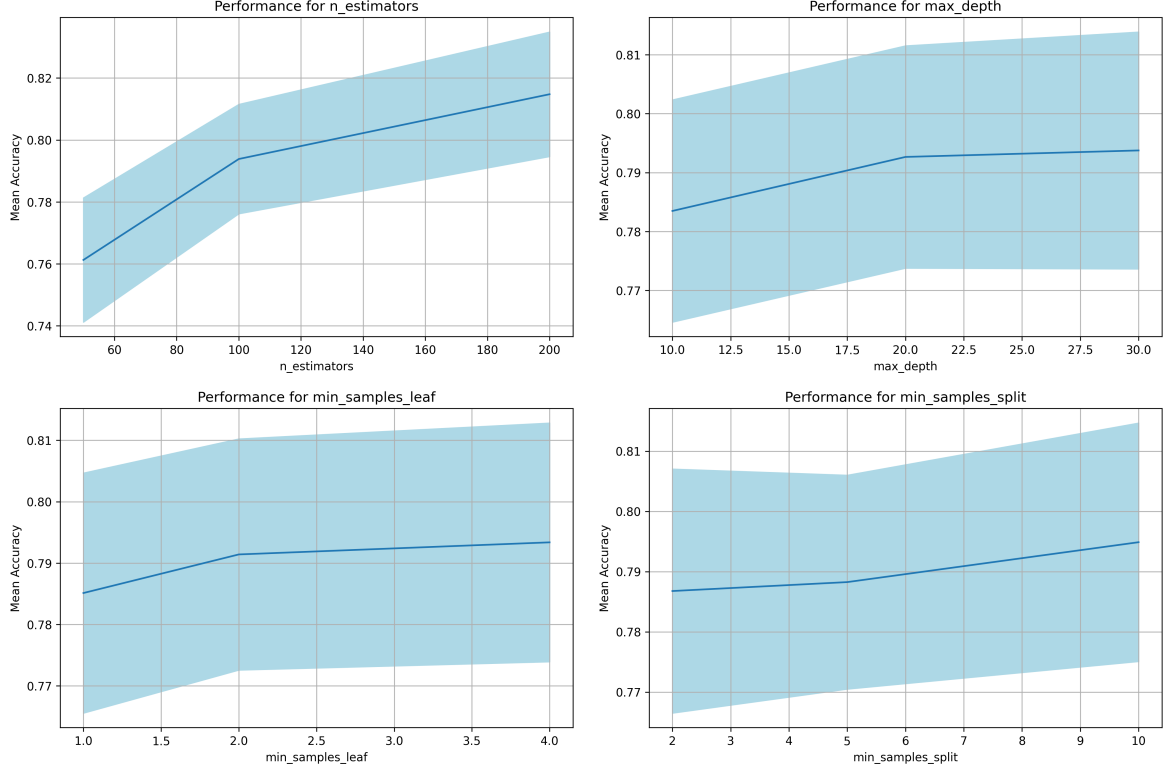 Performance for n_estimators
Mean Accuracy
0.82
0.80
0.78
0.76
0.74
60 80 100 120 140 160 180 200
n_estimators
Performance for max_depth
Mean Accuracy
0.81
0.80
0.79
0.78
0.77
10.0 12.5 15.0 17.5 20.0 22.5 25.0 27.5 30.0
max_depth
Performance for min_samples_leaf
Mean Accuracy
0.81
0.80
0.79
0.78
0.77
1.0 1.5 2.0 2.5 3.0 3.5 4.0
min_samples_leaf
Performance for min_samples_split
Mean Accuracy
0.81
0.80
0.79
0.78
0.77
2 3 4 5 6 7 8 9 10
min_samples_split